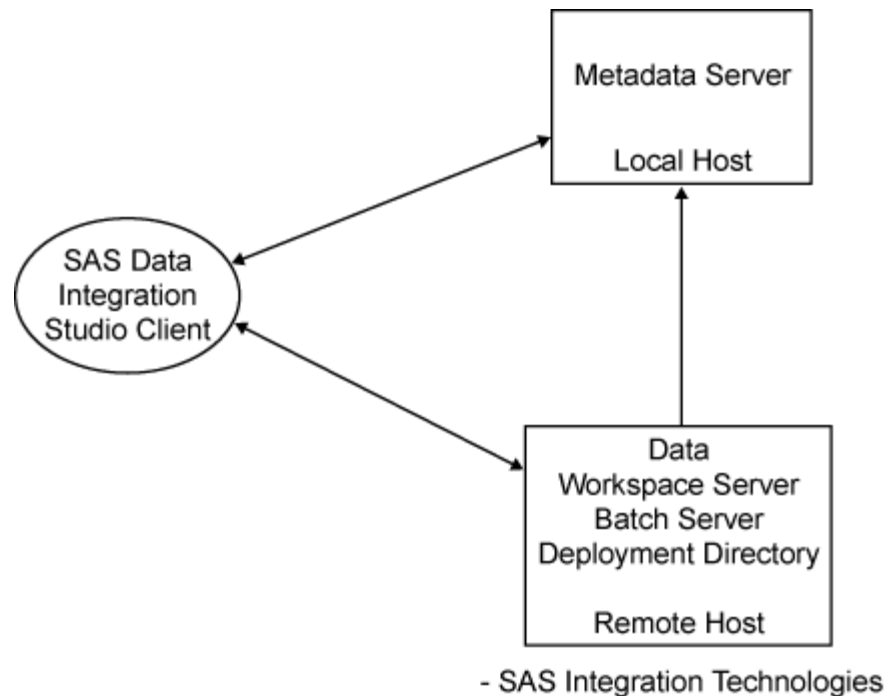 Metadata Server
Local Host
SAS Data
Integration
Studio Client
Data
Workspace Server
Batch Server
Deployment Directory
Remote Host
- SAS Integration Technologies